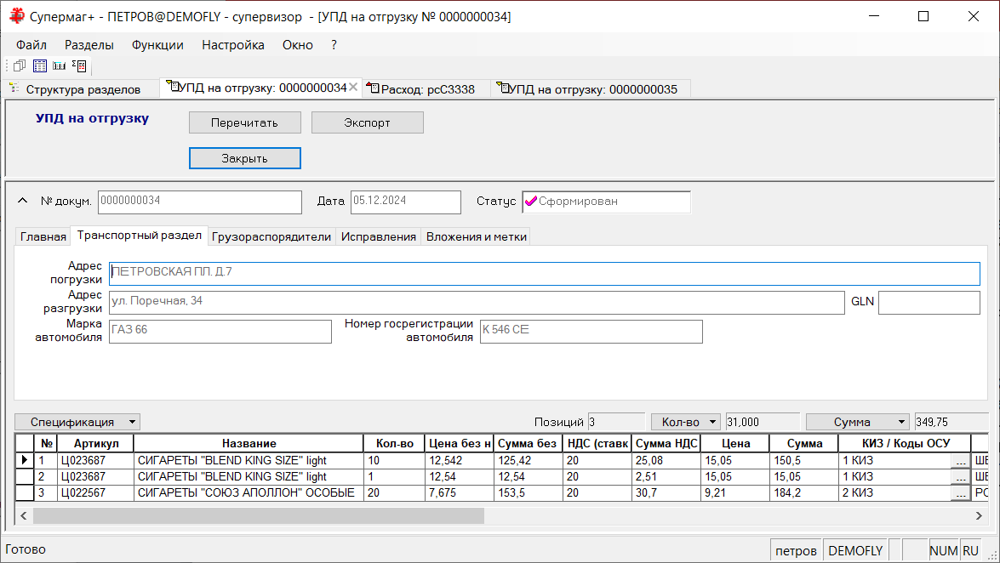 Супермаг+ - ПЕТРОВ@DEMOFLY - супервизор - [УПД на отгрузку № 0000000034]
Файл Разделы Функции Настройка Окно ?
Структура разделов УПД на отгрузку: 0000000034 Расход: рсС3338 УПД на отгрузку: 0000000035
УПД на отгрузку Перечитать Экспорт
Закрыть
№ докум. 0000000034 Дата 05.12.2024 Статус Сформирован
Главная Транспортный раздел Грузораспорядители Исправления Вложения и метки
Адрес погрузки ПЕТРОВСКАЯ ПЛ. Д.7
Адрес разгрузки ул. Поречная, 34 GLN
Марка автомобиля ГАЗ 66 Номер госрегистрации автомобиля К 546 СЕ
Спецификация Позиций 3 Кол-во 31,000 Сумма 349,75
№ Артикул Название Кол-во Цена без н Сумма без НДС (ставк Сумма НДС Цена Сумма КИЗ / Коды ОСУ
1 Ц023687 СИГАРЕТЫ "BLEND KING SIZE" light 10 12,542 125,42 20 25,08 15,05 150,5 1 КИЗ ... ШЕ
2 Ц023687 СИГАРЕТЫ "BLEND KING SIZE" light 1 12,54 12,54 20 2,51 15,05 15,05 1 КИЗ ... ШЕ
3 Ц022567 СИГАРЕТЫ "СОЮЗ АПОЛЛОН" ОСОБЫЕ 20 7,675 153,5 20 30,7 9,21 184,2 2 КИЗ ... РО
Готово петров DEMOFLY NUM RU